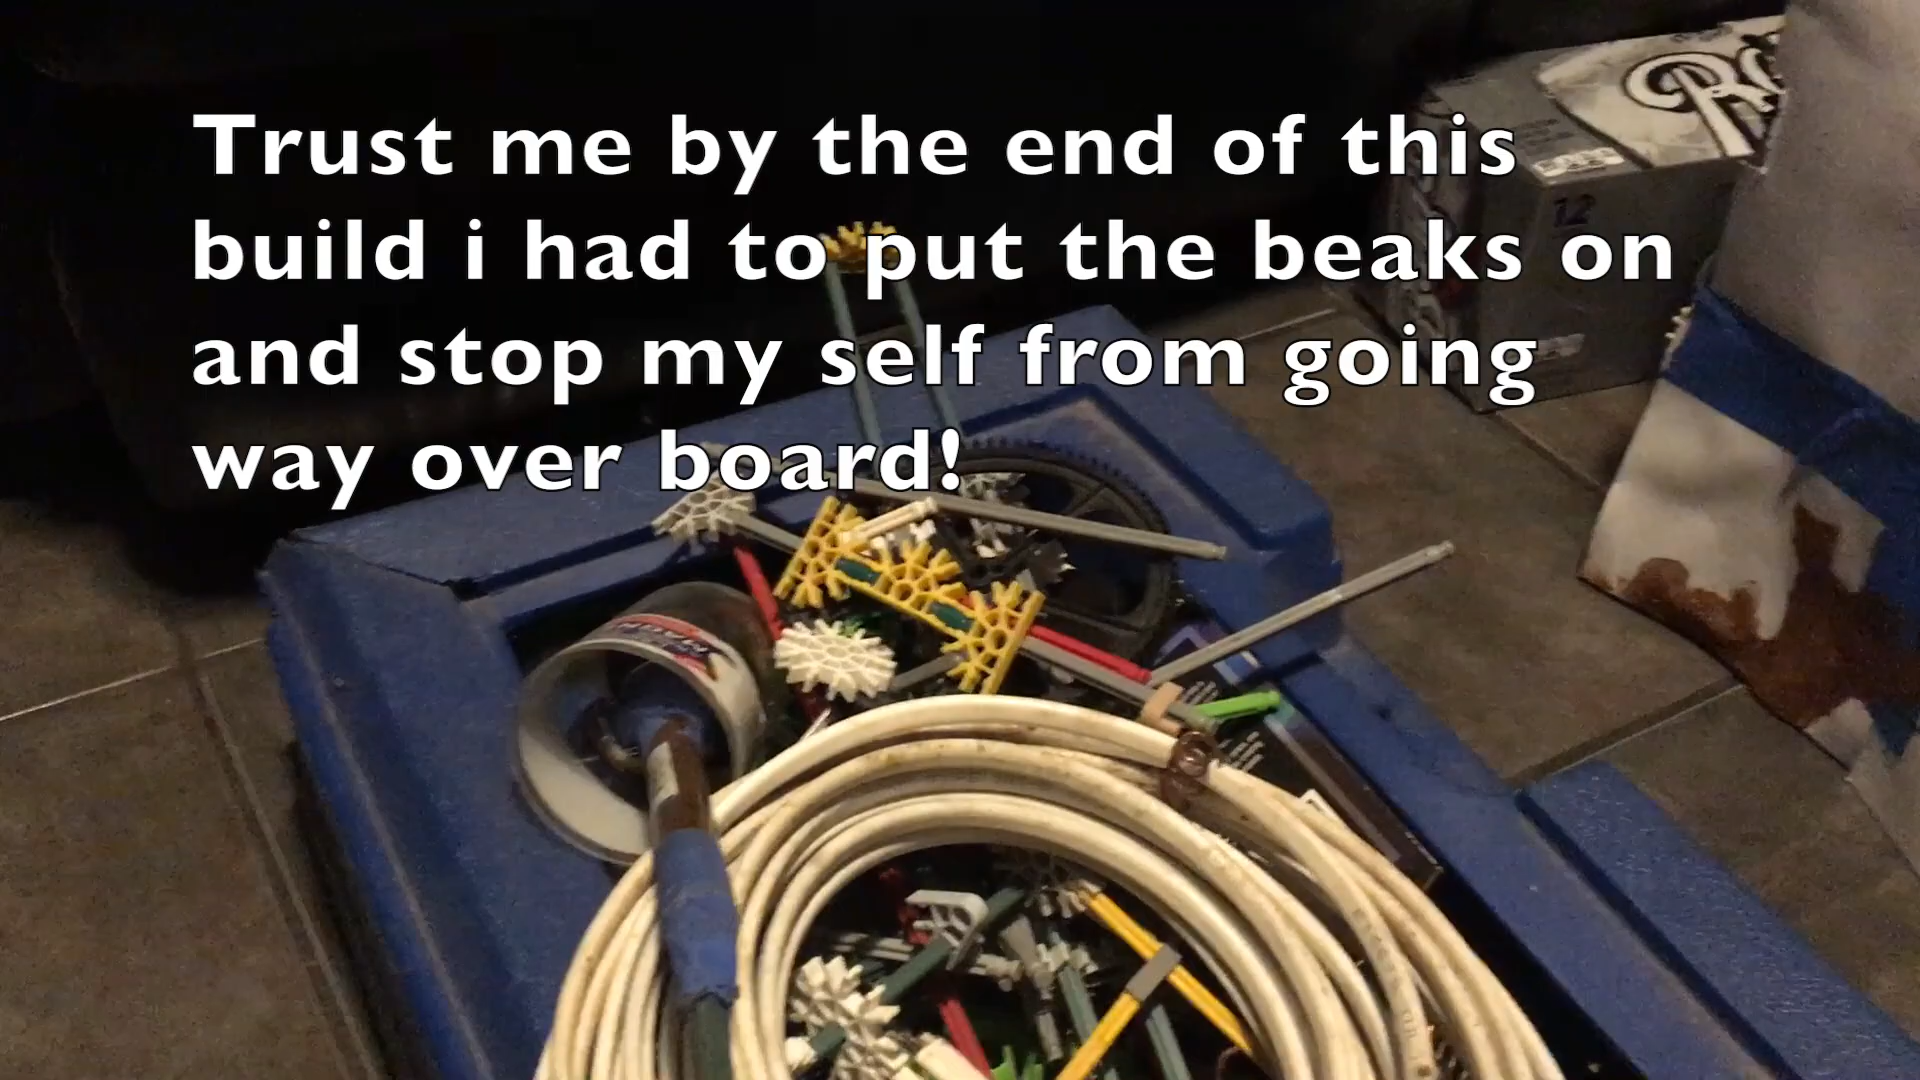 Trust me by the end of this
build i had to put the beaks on
and stop my self from going
way over board!
12